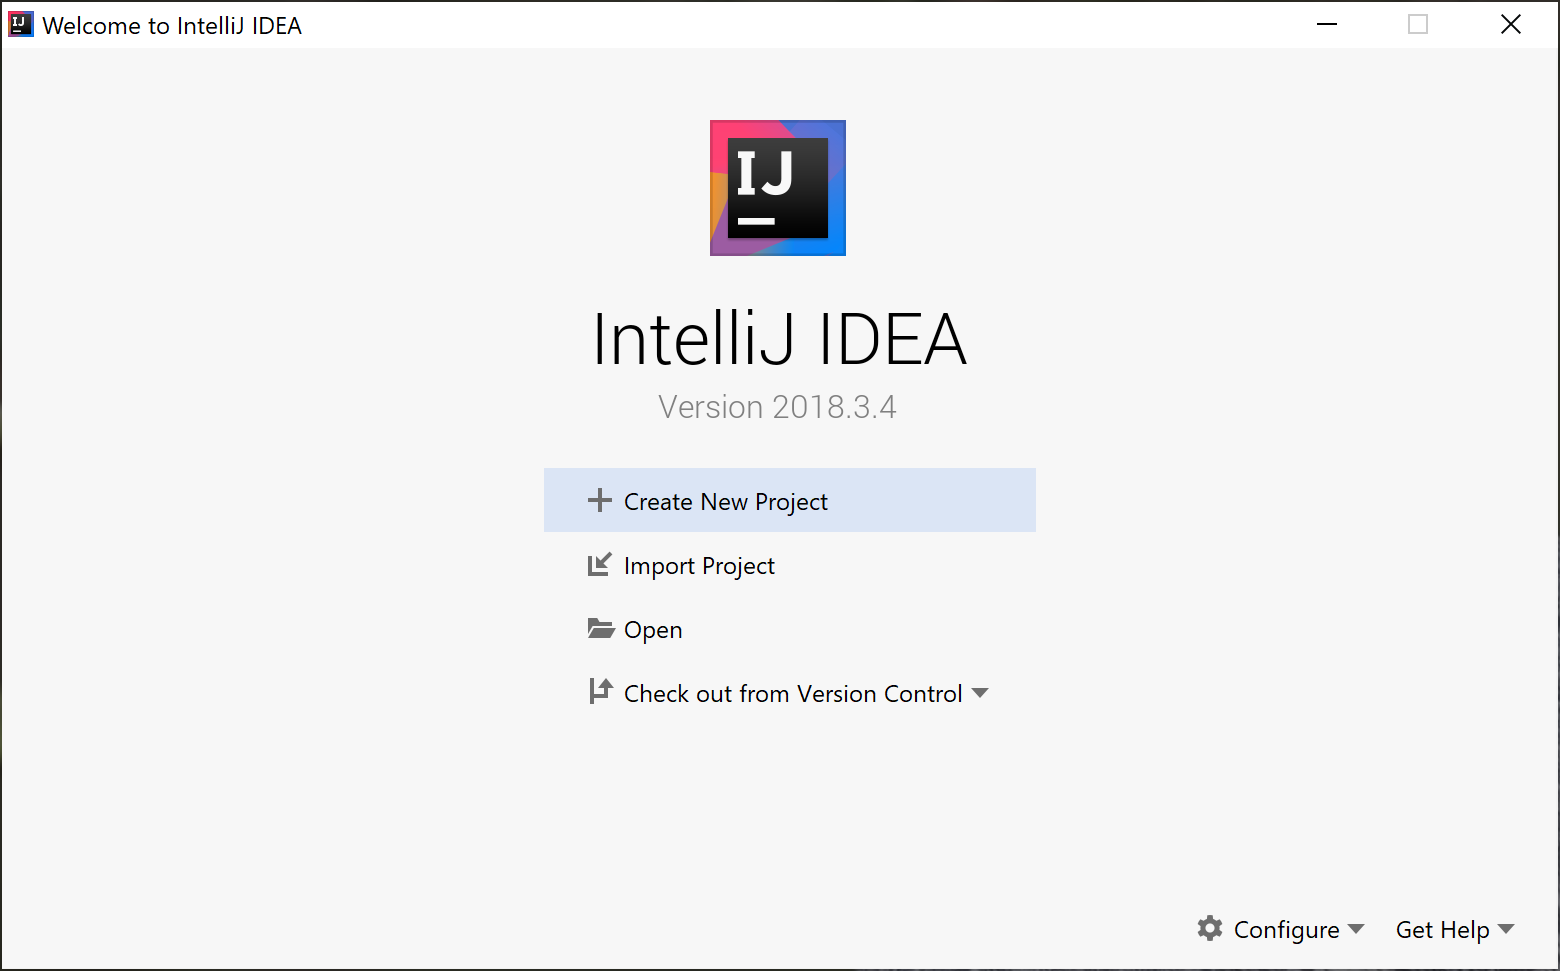 IJ Welcome to IntelliJ IDEA
IJ
IntelliJ IDEA
Version 2018.3.4
Create New Project
Import Project
Open
Check out from Version Control
Configure Get Help